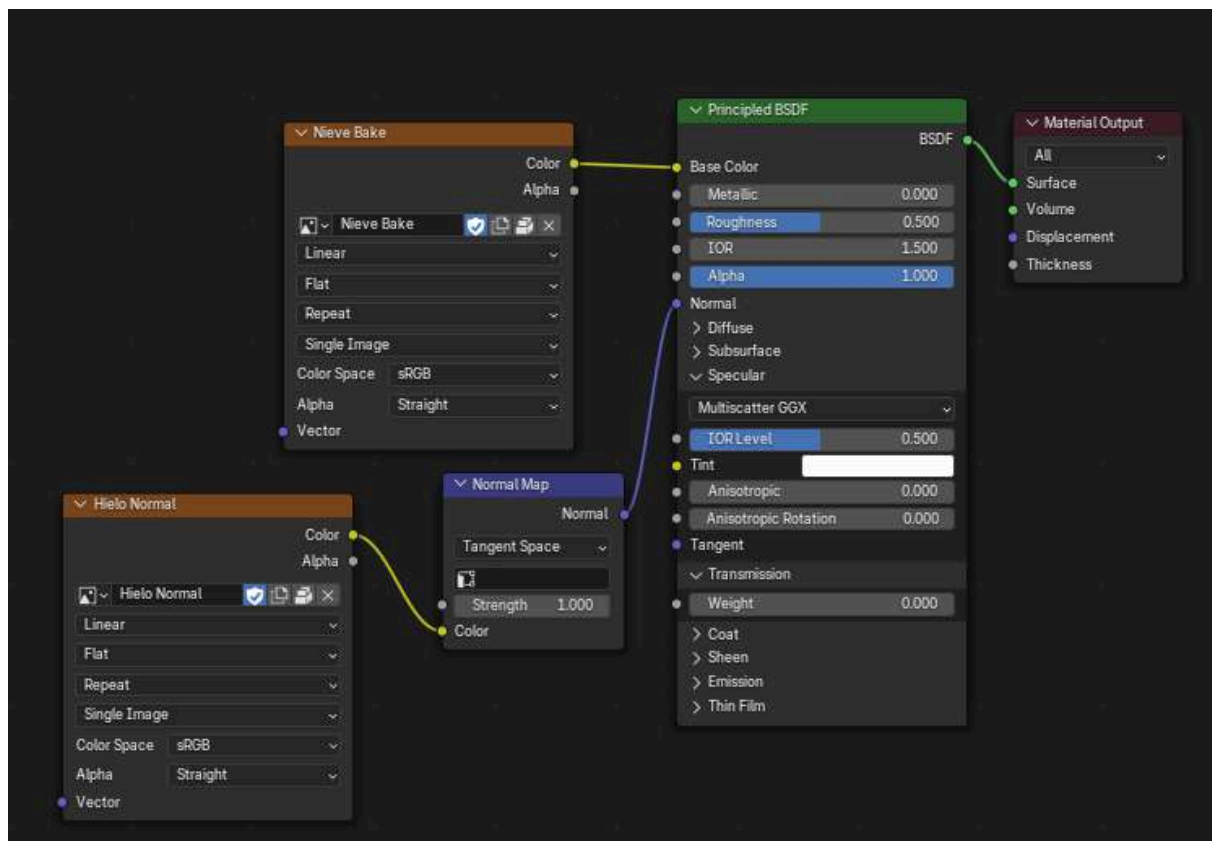 Nieve Bake
Color
Alpha
Nieve Bake
Linear
Flat
Repeat
Single Image
Color Space sRGB
Alpha Straight
Vector
Hielo Normal
Color
Alpha
Hielo Normal
Linear
Flat
Repeat
Single Image
Color Space sRGB
Alpha Straight
Vector
Normal Map
Normal
Tangent Space
Strength 1.000
Color
Principled BSDF
BSDF
Base Color
Metallic 0.000
Roughness 0.500
IOR 1.500
Alpha 1.000
Normal
Diffuse
Subsurface
Specular
Multiscatter GGX
IOR Level 0.500
Tint
Anisotropic 0.000
Anisotropic Rotation 0.000
Tangent
Transmission
Weight 0.000
Coat
Sheen
Emission
Thin Film
Material Output
All
Surface
Volume
Displacement
Thickness